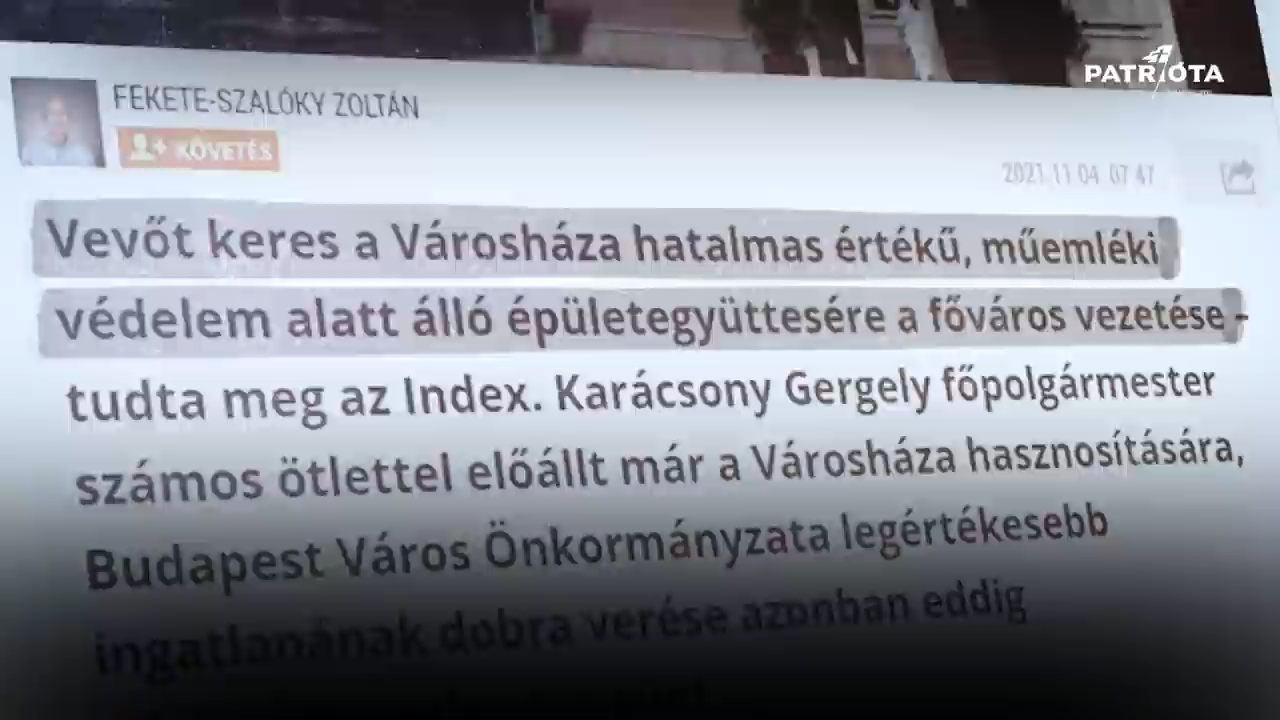 PATRIÓTA
FEKETE-SZALÓKY ZOLTÁN
KÖVETÉS
2021.11.04. 07:47
Vevőt keres a Városháza hatalmas értékű, műemléki
védelem alatt álló épületegyüttesére a főváros vezetése -
tudta meg az Index. Karácsony Gergely főpolgármester
számos ötlettel előállt már a Városháza hasznosítására,
Budapest Város Önkormányzata legértékesebb
ingatlanának dobra verése azonban eddig